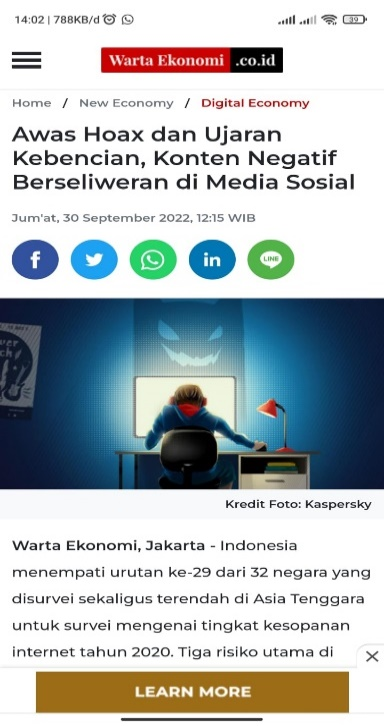 14:02 | 788KB/d
39
Warta Ekonomi .co.id
Home / New Economy / Digital Economy
Awas Hoax dan Ujaran
Kebencian, Konten Negatif
Berseliweran di Media Sosial
Jum'at, 30 September 2022, 12:15 WIB
LINE
Kredit Foto: Kaspersky
Warta Ekonomi, Jakarta - Indonesia
menempati urutan ke-29 dari 32 negara yang
disurvei sekaligus terendah di Asia Tenggara
untuk survei mengenai tingkat kesopanan
internet tahun 2020. Tiga risiko utama di
LEARN MORE